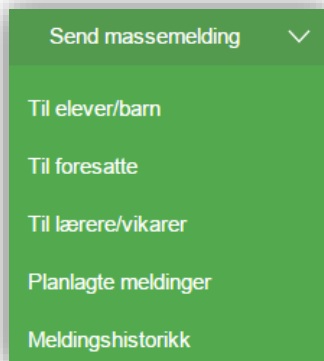 Send massemelding
Til elever/barn
Til foresatte
Til lærere/vikarer
Planlagte meldinger
Meldingshistorikk